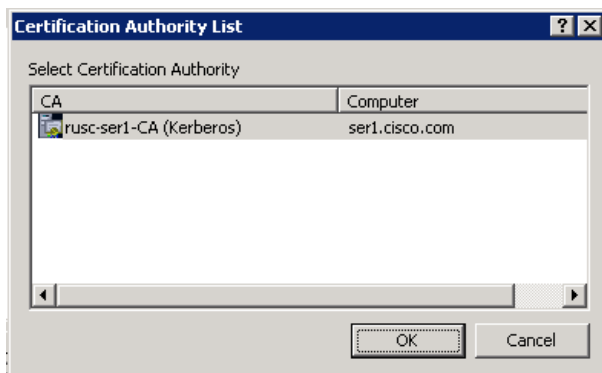 Certification Authority List
Select Certification Authority
CA Computer
rusc-ser1-CA (Kerberos) ser1.cisco.com
OK Cancel